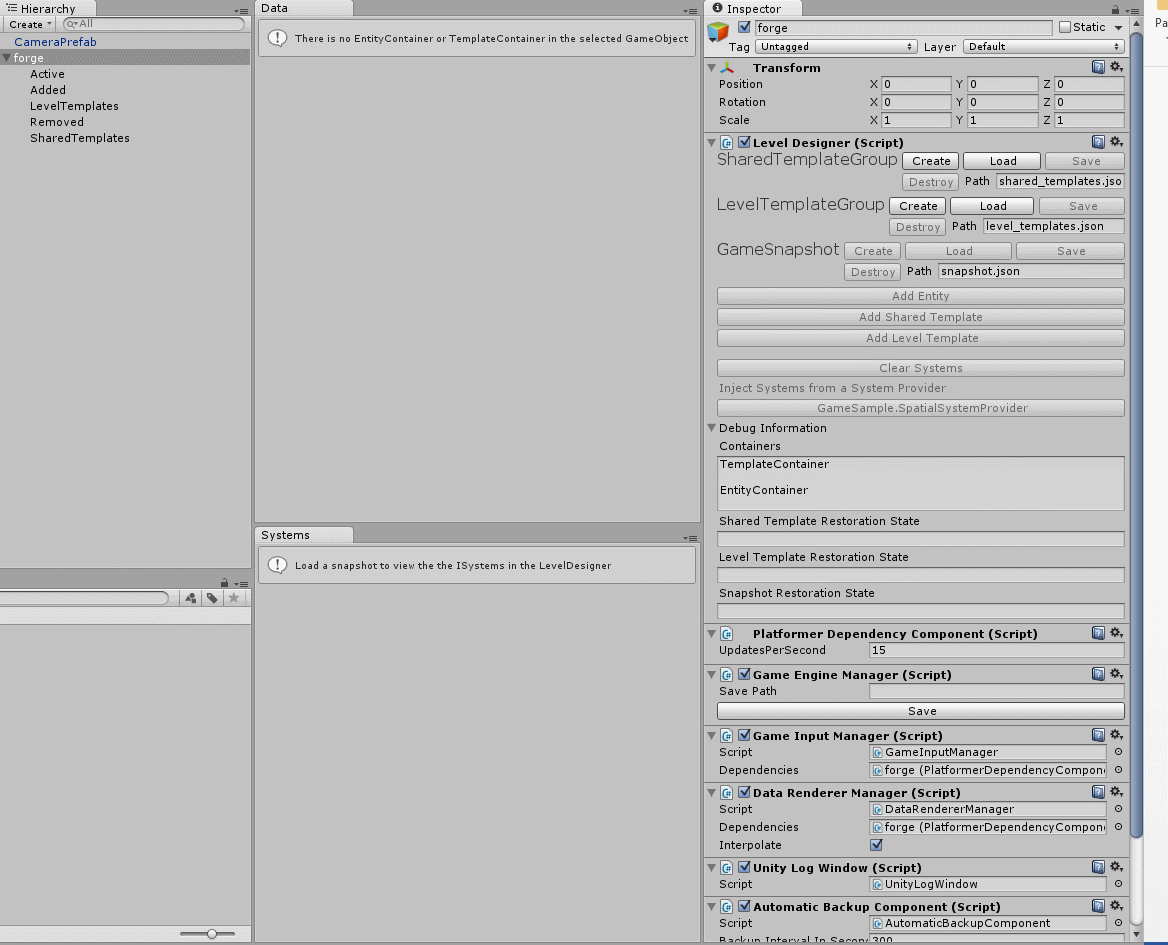 Hierarchy
Create
All
CameraPrefab
forge
Active
Added
LevelTemplates
Removed
SharedTemplates
Data
There is no EntityContainer or TemplateContainer in the selected GameObject
Systems
Load a snapshot to view the the ISystems in the LevelDesigner
Inspector
forge
Static
Tag Untagged Layer Default
Transform
Position X 0 Y 0 Z 0
Rotation X 0 Y 0 Z 0
Scale X 1 Y 1 Z 1
Level Designer (Script)
SharedTemplateGroup Create Load Save
Destroy Path shared_templates.jso
LevelTemplateGroup Create Load Save
Destroy Path level_templates.json
GameSnapshot Create Load Save
Destroy Path snapshot.json
Add Entity
Add Shared Template
Add Level Template
Clear Systems
Inject Systems from a System Provider
GameSample.SpatialSystemProvider
Debug Information
Containers
TemplateContainer
EntityContainer
Shared Template Restoration State
Level Template Restoration State
Snapshot Restoration State
Platformer Dependency Component (Script)
UpdatesPerSecond 15
Game Engine Manager (Script)
Save Path
Save
Game Input Manager (Script)
Script GameInputManager
Dependencies forge (PlatformerDependencyCompon
Data Renderer Manager (Script)
Script DataRendererManager
Dependencies forge (PlatformerDependencyCompon
Interpolate
Unity Log Window (Script)
Script UnityLogWindow
Automatic Backup Component (Script)
Script AutomaticBackupComponent
Backup Interval In Secon 300
Pa